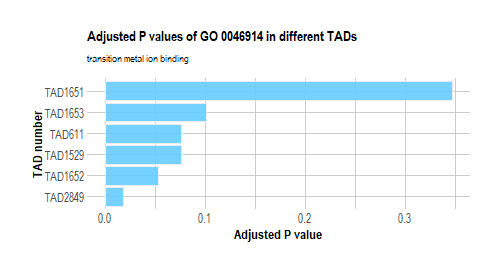 Adjusted P values of GO 0046914 in different TADs
transition metal ion binding
TAD number
TAD1651
TAD1653
TAD611
TAD1529
TAD1652
TAD2849
0.0 0.1 0.2 0.3
Adjusted P value